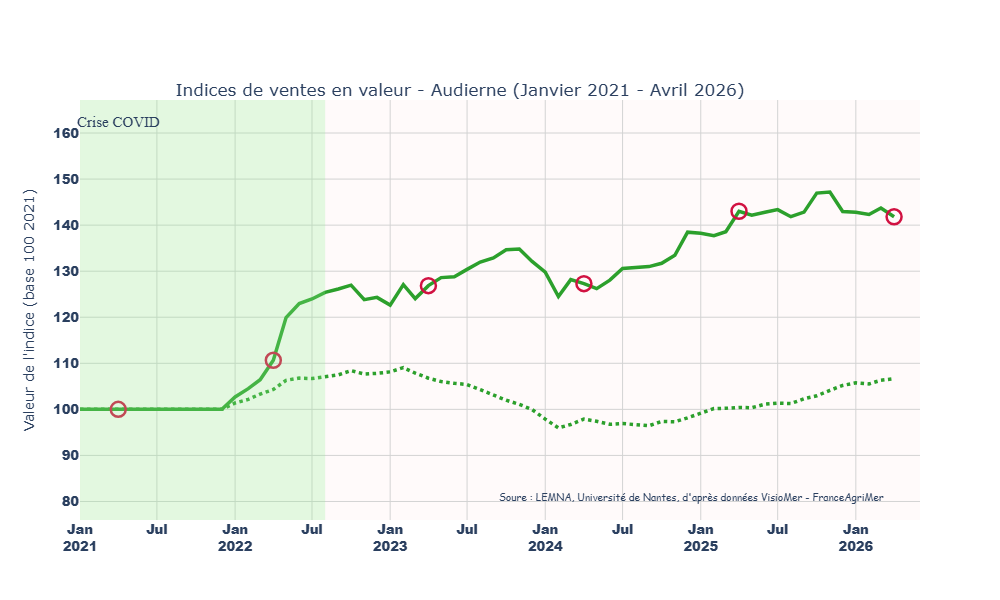 Indices de ventes en valeur - Audierne (Janvier 2021 - Avril 2026)
Crise COVID
Valeur de l'indice (base 100 2021)
160
150
140
130
120
110
100
90
80
Soure : LEMNA, Université de Nantes, d'après données VisioMer - FranceAgriMer
Jan Jul Jan Jul Jan Jul Jan Jul Jan Jul Jan
2021 2022 2023 2024 2025 2026